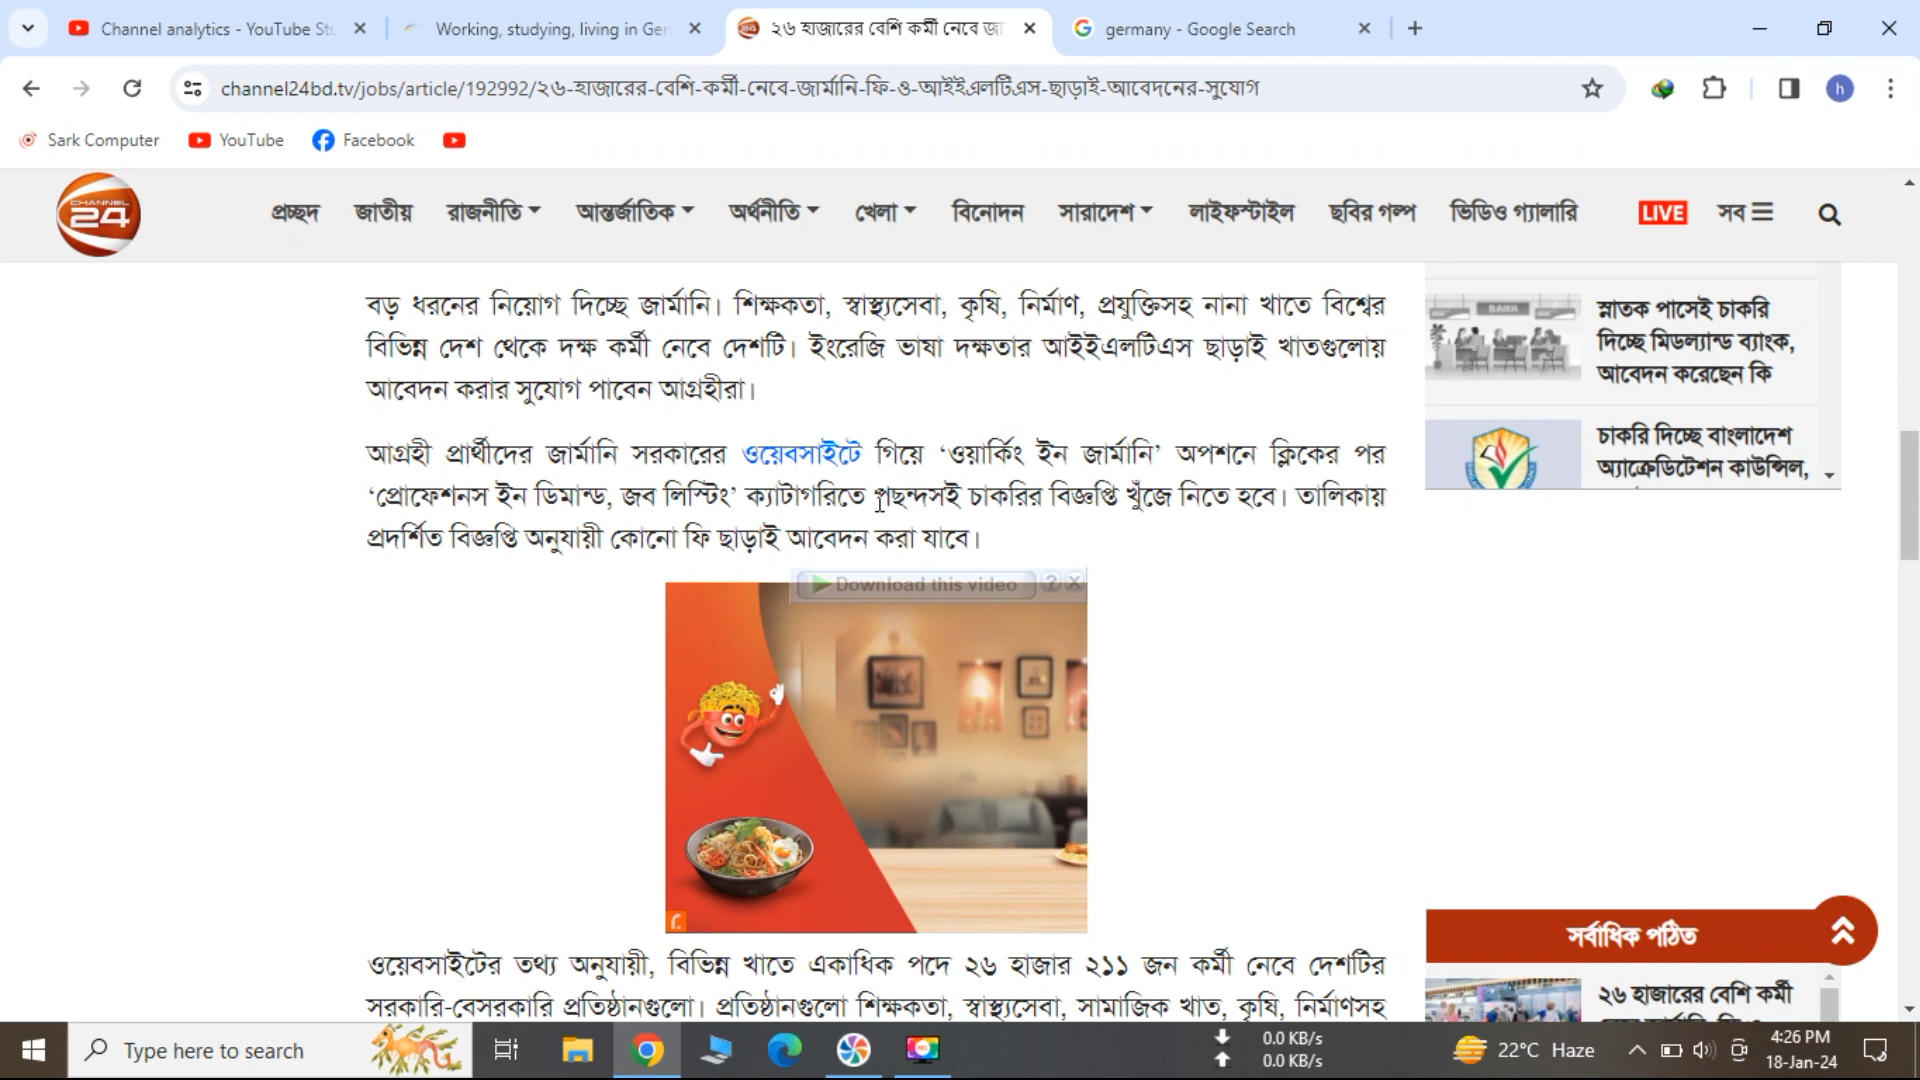 Channel analytics - YouTube Stu
Working, studying, living in Ger
২৬ হাজারের বেশি কর্মী নেবে জা
germany - Google Search
channel24bd.tv/jobs/article/192992/২৬-হাজারের-বেশি-কর্মী-নেবে-জার্মানি-ফি-ও-আইইএলটিএস-ছাড়াই-আবেদনের-সুযোগ
h
Sark Computer
YouTube
Facebook
CHANNEL
24
প্রচ্ছদ জাতীয় রাজনীতি আন্তর্জাতিক অর্থনীতি খেলা বিনোদন সারাদেশ লাইফস্টাইল ছবির গল্প ভিডিও গ্যালারি LIVE সব
বড় ধরনের নিয়োগ দিচ্ছে জার্মানি। শিক্ষকতা, স্বাস্থ্যসেবা, কৃষি, নির্মাণ, প্রযুক্তিসহ নানা খাতে বিশ্বের
বিভিন্ন দেশ থেকে দক্ষ কর্মী নেবে দেশটি। ইংরেজি ভাষা দক্ষতার আইইএলটিএস ছাড়াই খাতগুলোয়
আবেদন করার সুযোগ পাবেন আগ্রহীরা।
আগ্রহী প্রার্থীদের জার্মানি সরকারের ওয়েবসাইটে গিয়ে ‘ওয়ার্কিং ইন জার্মানি’ অপশনে ক্লিকের পর
‘প্রোফেশনস ইন ডিমান্ড, জব লিস্টিং’ ক্যাটাগরিতে পছন্দসই চাকরির বিজ্ঞপ্তি খুঁজে নিতে হবে। তালিকায়
প্রদর্শিত বিজ্ঞপ্তি অনুযায়ী কোনো ফি ছাড়াই আবেদন করা যাবে।
Download this video ? X
ওয়েবসাইটের তথ্য অনুযায়ী, বিভিন্ন খাতে একাধিক পদে ২৬ হাজার ২১১ জন কর্মী নেবে দেশটির
সরকারি-বেসরকারি প্রতিষ্ঠানগুলো। প্রতিষ্ঠানগুলো শিক্ষকতা, স্বাস্থ্যসেবা, সামাজিক খাত, কৃষি, নির্মাণসহ
BANK
স্নাতক পাসেই চাকরি
দিচ্ছে মিডল্যান্ড ব্যাংক,
আবেদন করেছেন কি
চাকরি দিচ্ছে বাংলাদেশ
অ্যাক্রেডিটেশন কাউন্সিল,
সর্বাধিক পঠিত
২৬ হাজারের বেশি কর্মী
Type here to search
0.0 KB/s
0.0 KB/s
22°C Haze
4:26 PM
18-Jan-24